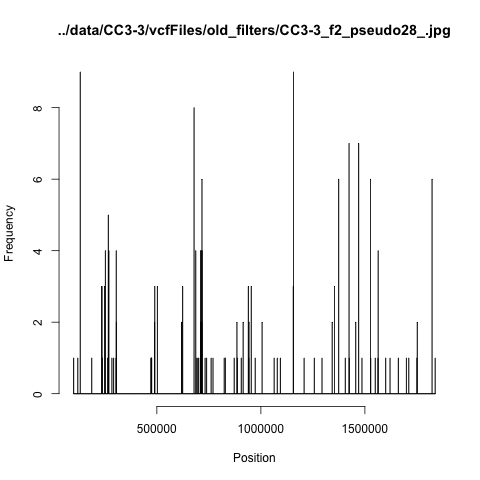 ../data/CC3-3/vcfFiles/old_filters/CC3-3_f2_pseudo28_.jpg
8
6
4
2
0
Frequency
500000 1000000 1500000
Position